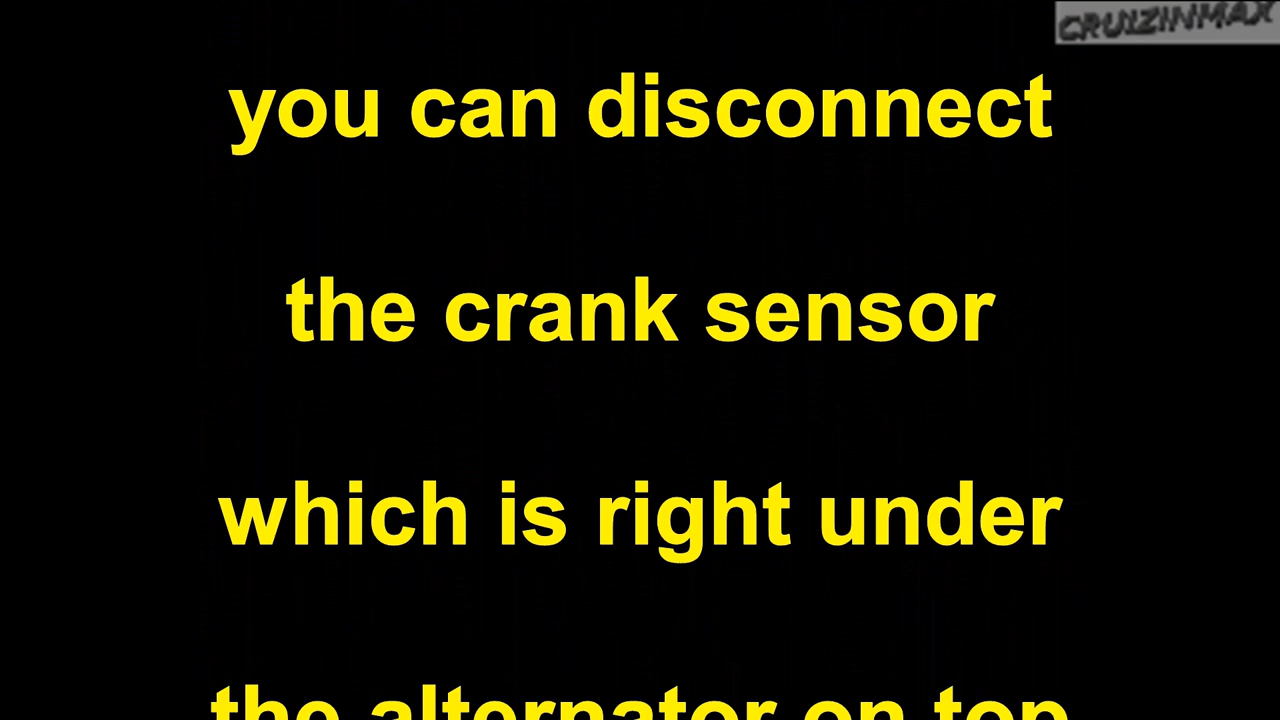 CRUIZINMAX
you can disconnect
the crank sensor
which is right under
the alternator on top